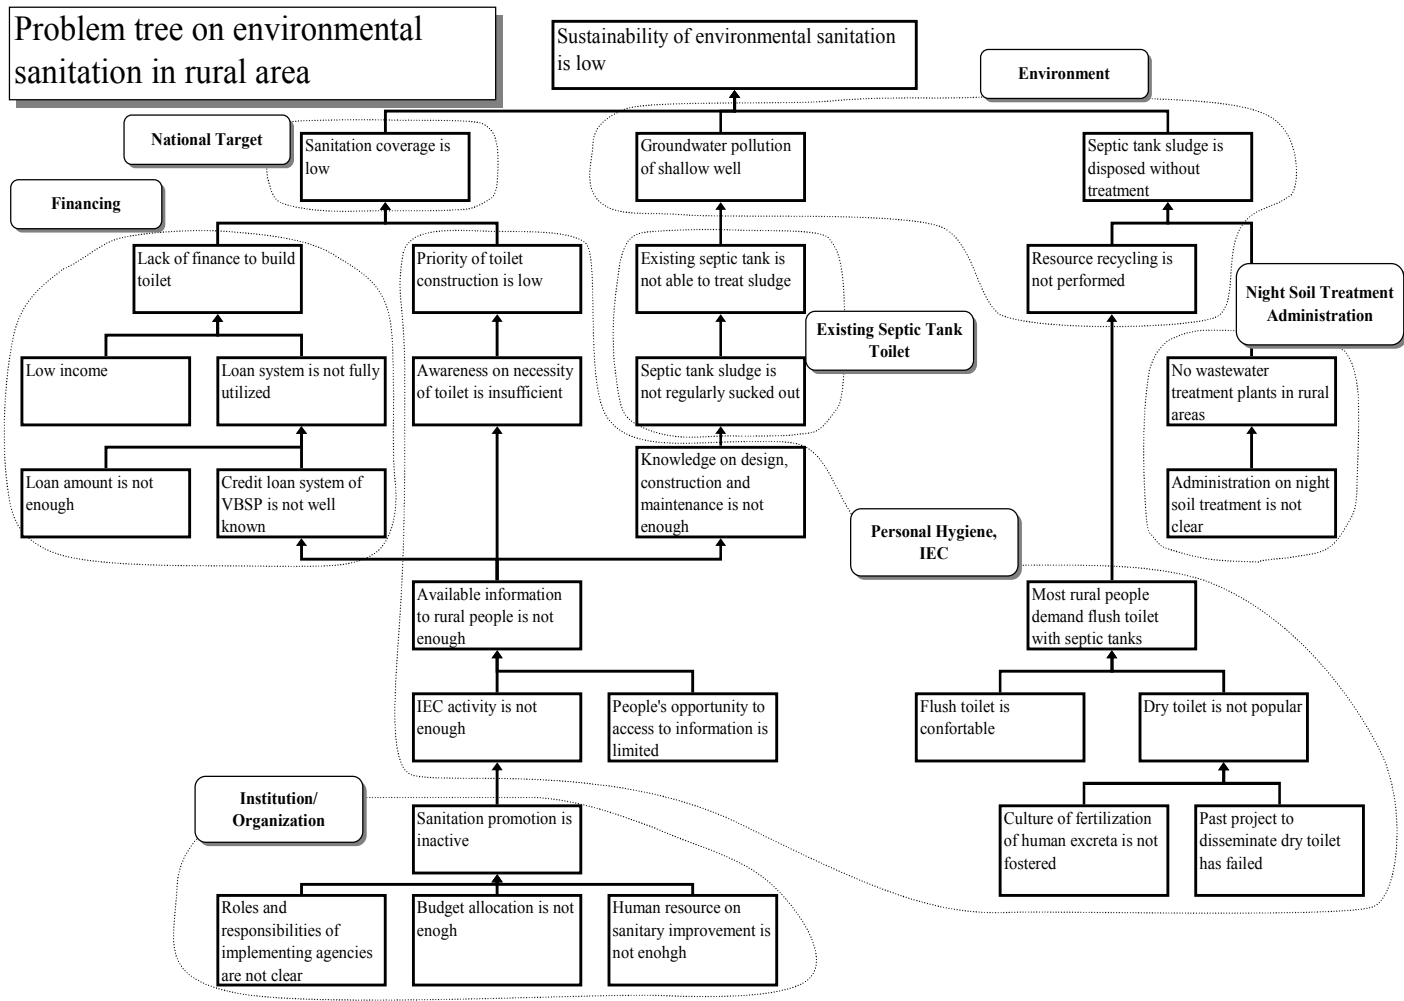 Problem tree on environmental
sanitation in rural area
Sustainability of environmental sanitation
is low
Environment
National Target
Sanitation coverage is
low
Groundwater pollution
of shallow well
Septic tank sludge is
disposed without
treatment
Financing
Lack of finance to build
toilet
Priority of toilet
construction is low
Existing septic tank is
not able to treat sludge
Resource recycling is
not performed
Night Soil Treatment
Administration
Existing Septic Tank
Toilet
Low income
Loan system is not fully
utilized
Awareness on necessity
of toilet is insufficient
Septic tank sludge is
not regularly sucked out
No wastewater
treatment plants in rural
areas
Loan amount is not
enough
Credit loan system of
VBSP is not well
known
Knowledge on design,
construction and
maintenance is not
enough
Administration on night
soil treatment is not
clear
Personal Hygiene,
IEC
Available information
to rural people is not
enough
Most rural people
demand flush toilet
with septic tanks
IEC activity is not
enough
People's opportunity to
access to information is
limited
Flush toilet is
confortable
Dry toilet is not popular
Institution/
Organization
Sanitation promotion is
inactive
Culture of fertilization
of human excreta is not
fostered
Past project to
disseminate dry toilet
has failed
Roles and
responsibilities of
implementing agencies
are not clear
Budget allocation is not
enogh
Human resource on
sanitary improvement is
not enohgh